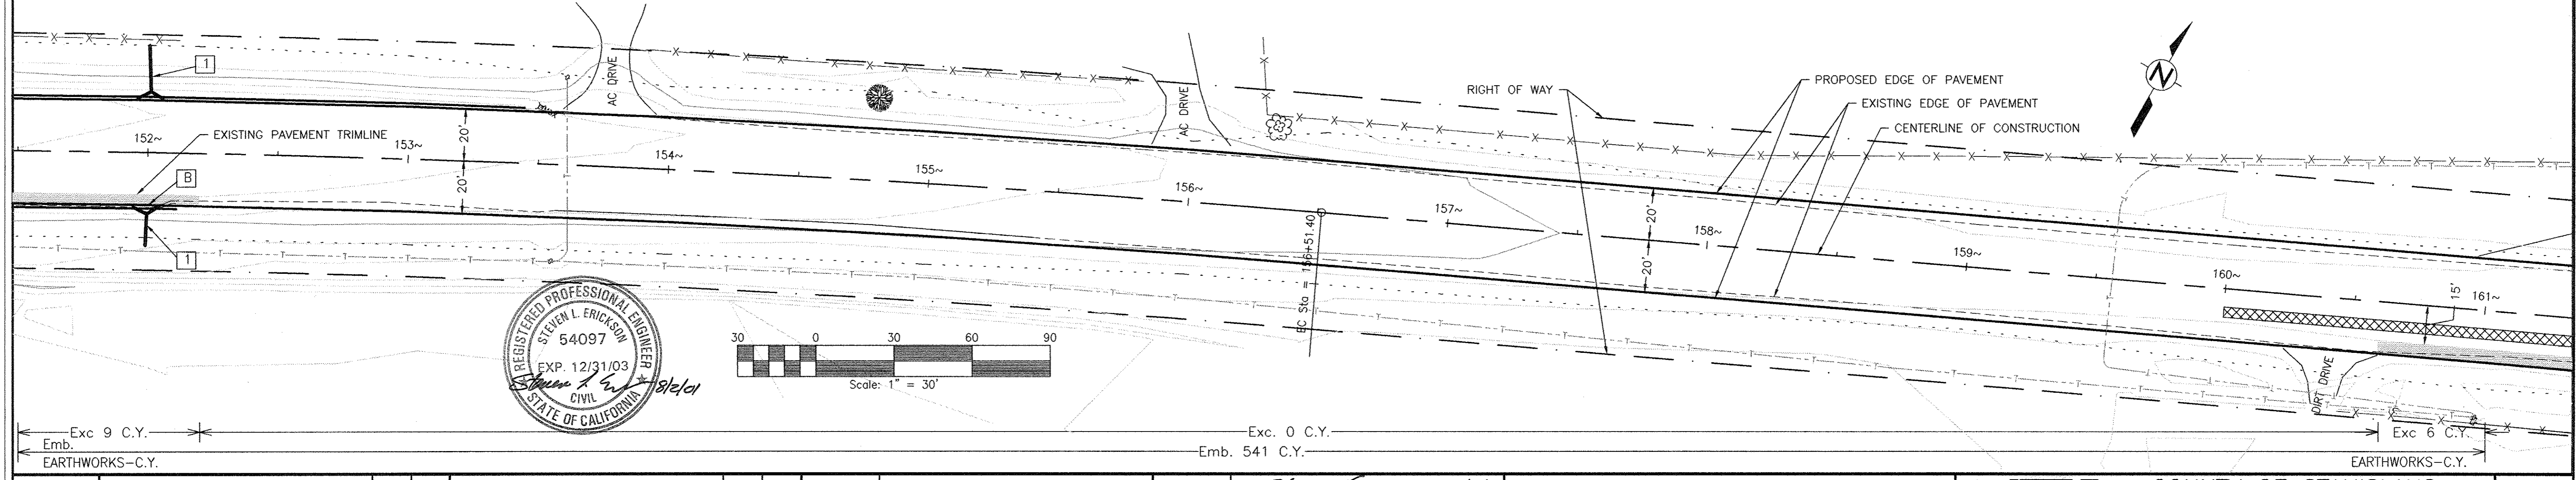 1
AC DRIVE
AC DRIVE
RIGHT OF WAY
PROPOSED EDGE OF PAVEMENT
EXISTING EDGE OF PAVEMENT
CENTERLINE OF CONSTRUCTION
N
EXISTING PAVEMENT TRIMLINE
152~
153~
154~
155~
156~
157~
158~
159~
160~
161~
20'
20'
20'
20'
15'
B
1
EC Sta = 156+51.40
REGISTERED PROFESSIONAL ENGINEER
STEVEN L. ERICKSON
54097
EXP. 12/31/03
8/2/01
CIVIL
STATE OF CALIFORNIA
30 0 30 60 90
Scale: 1" = 30'
DIRT DRIVE
Exc 9 C.Y.
Exc. 0 C.Y.
Exc 6 C.Y.
Emb.
Emb. 541 C.Y.
EARTHWORKS-C.Y.
EARTHWORKS-C.Y.